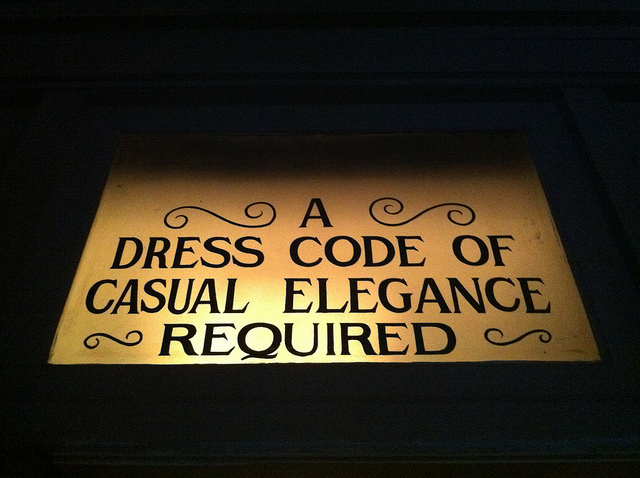 A
DRESS CODE OF
CASUAL ELEGANCE
REQUIRED